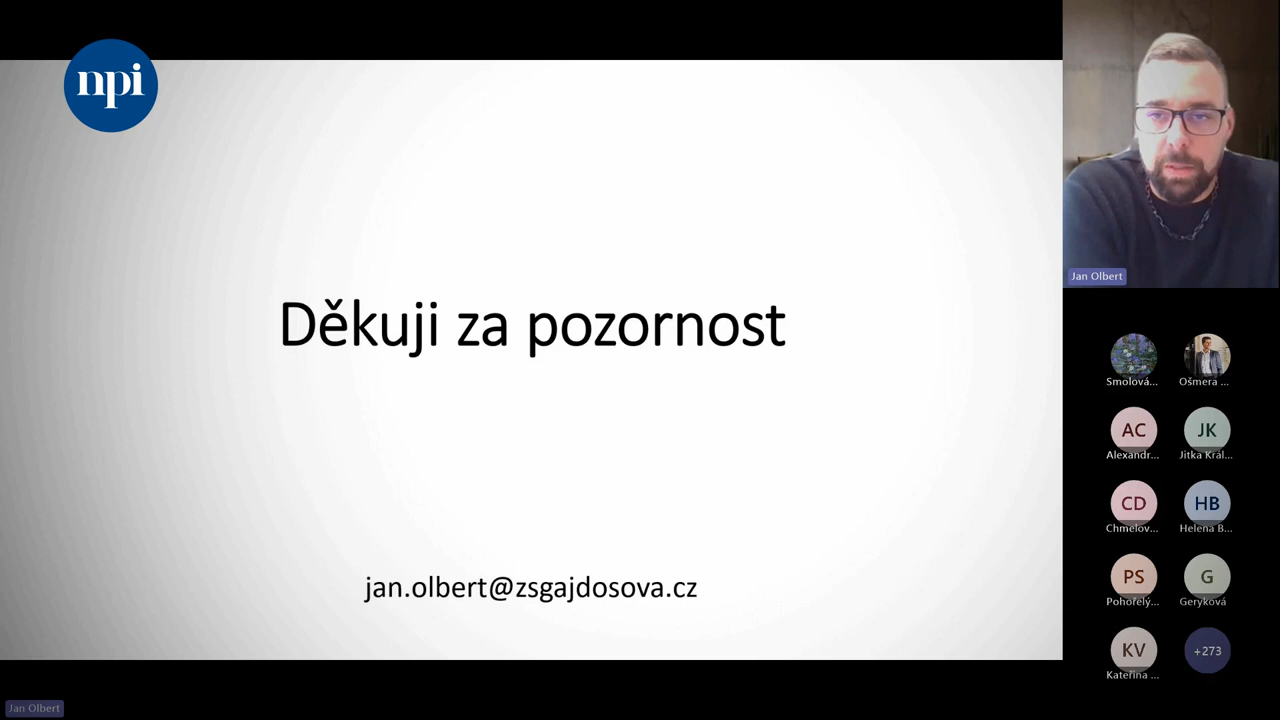 npi
Děkuji za pozornost
jan.olbert@zsgajdosova.cz
Jan Olbert
Jan Olbert
Smolová...
Ošmera ...
AC
JK
Alexandr...
Jitka Král...
CD
HB
Chmelov...
Helena B...
PS
G
Pohořelý...
Geryková
KV
+273
Kateřina ...